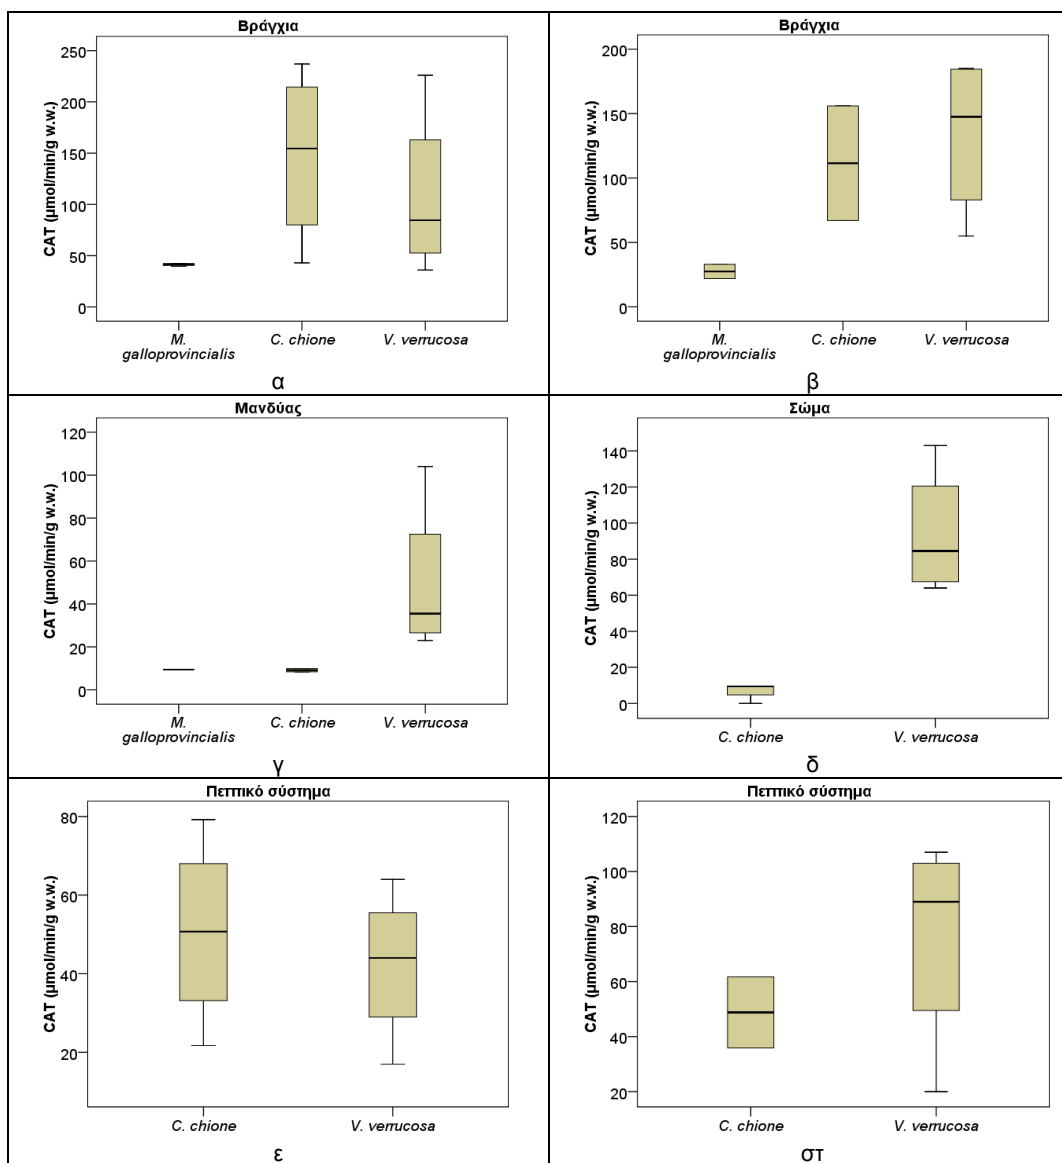 Βράγχια
CAT (μmol/min/g w.w.)
250
200
150
100
50
0
M. galloprovincialis
C. chione
V. verrucosa
α
Βράγχια
CAT (μmol/min/g w.w.)
200
150
100
50
0
M. galloprovincialis
C. chione
V. verrucosa
β
Μανδύας
CAT (μmol/min/g w.w.)
120
100
80
60
40
20
0
M. galloprovincialis
C. chione
V. verrucosa
γ
Σώμα
CAT (μmol/min/g w.w.)
140
120
100
80
60
40
20
0
C. chione
V. verrucosa
δ
Πεπτικό σύστημα
CAT (μmol/min/g w.w.)
80
60
40
20
C. chione
V. verrucosa
ε
Πεπτικό σύστημα
CAT (μmol/min/g w.w.)
120
100
80
60
40
20
C. chione
V. verrucosa
στ